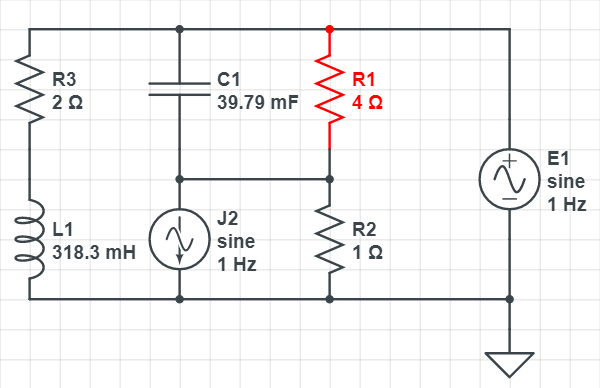 R3
2 Ω
C1
39.79 mF
R1
4 Ω
E1
sine
1 Hz
L1
318.3 mH
J2
sine
1 Hz
R2
1 Ω